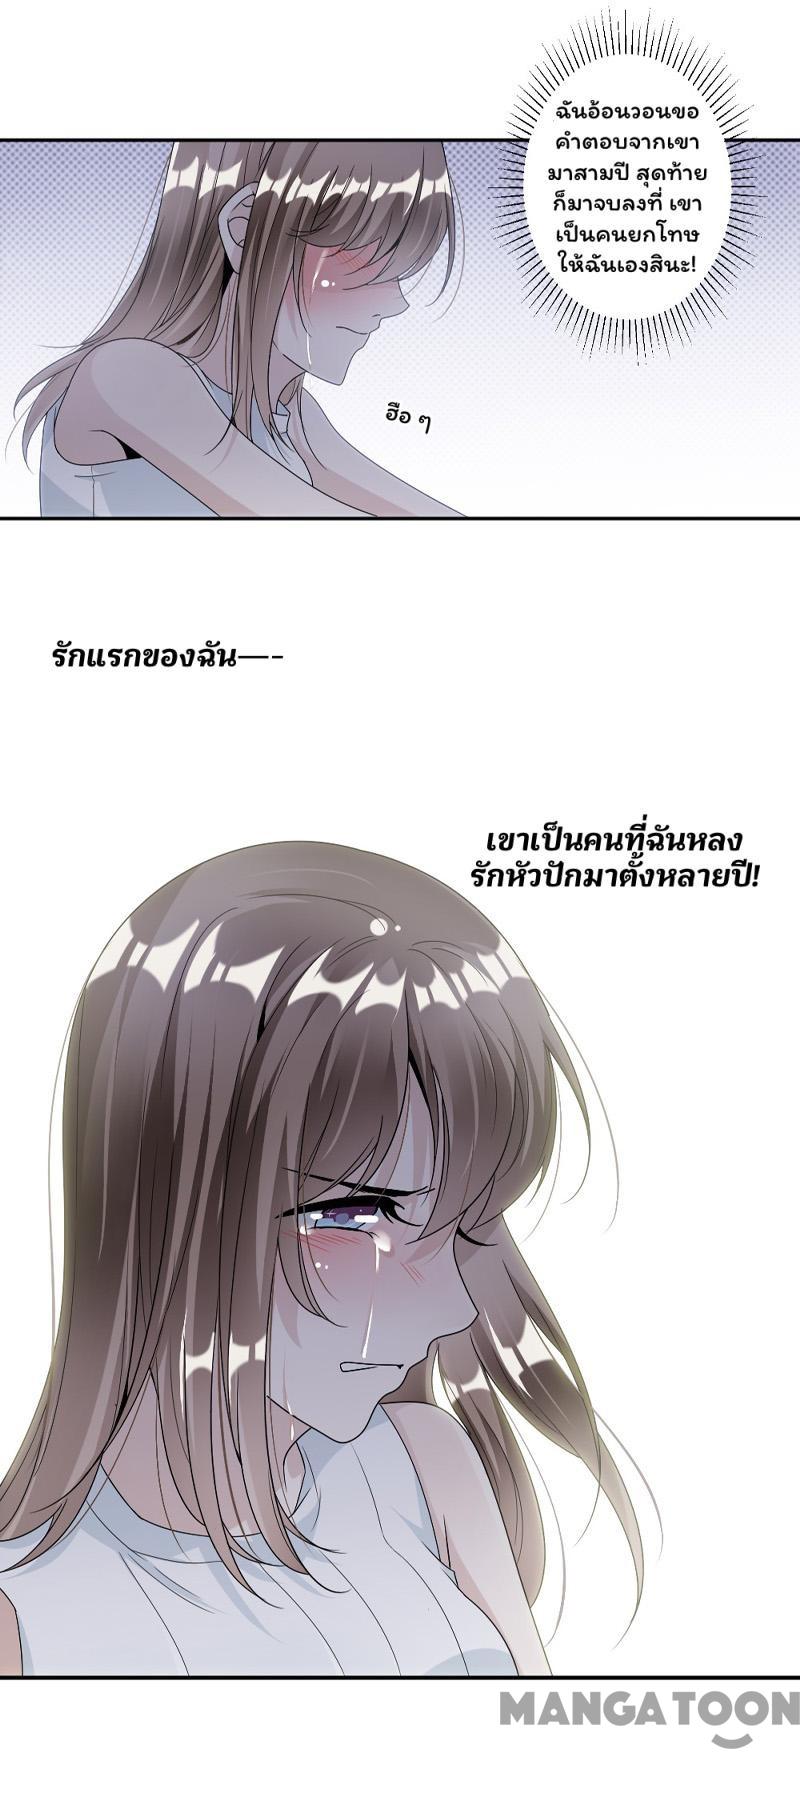 ฉันอ้อนวอนขอ
คำตอบจากเขา
มาสามปี สุดท้าย
ก็มาจบลงที่ เขา
เป็นคนยกโทษ
ให้ฉันเองสินะ!
ฮือ ๆ
รักแรกของฉัน—-
เขาเป็นคนที่ฉันหลง
รักหัวปักมาตั้งหลายปี!
MANGATOON